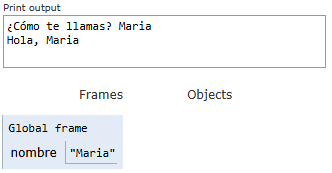 Print output
¿Cómo te llamas? Maria
Hola, Maria
Frames Objects
Global frame
nombre "Maria"